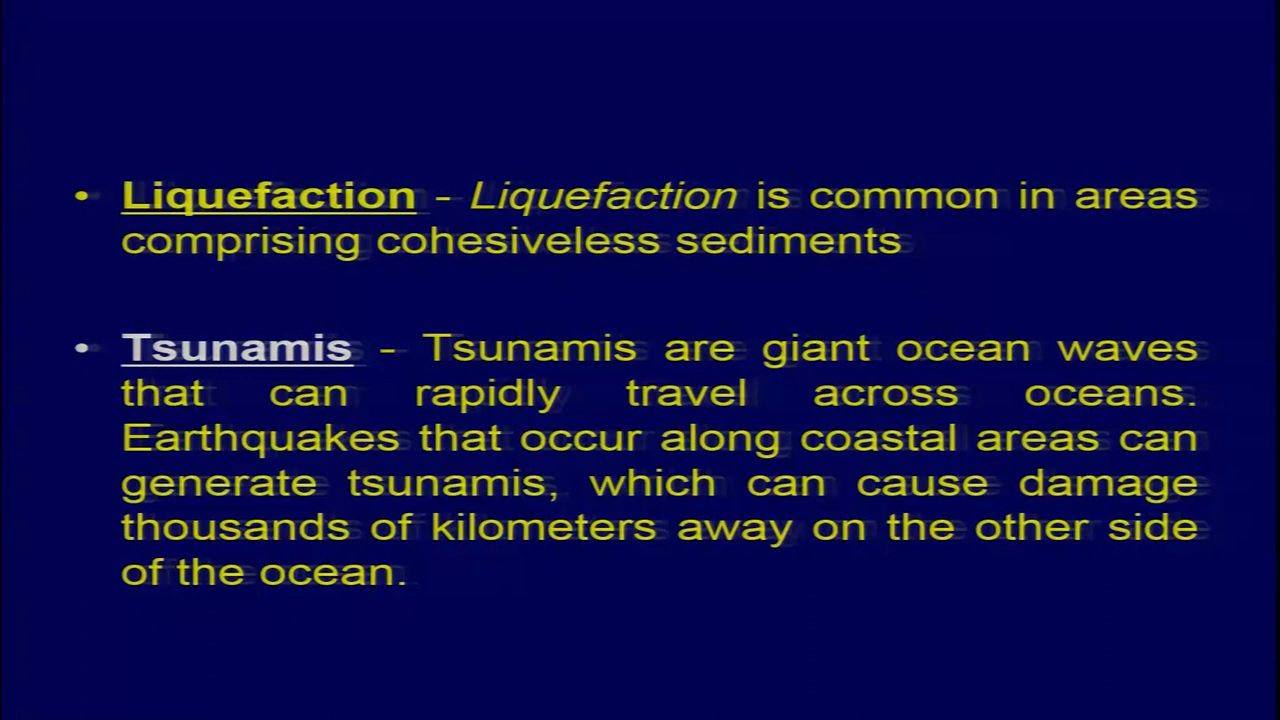 • Liquefaction - Liquefaction is common in areas
comprising cohesiveless sediments
• Tsunamis - Tsunamis are giant ocean waves
that can rapidly travel across oceans.
Earthquakes that occur along coastal areas can
generate tsunamis, which can cause damage
thousands of kilometers away on the other side
of the ocean.